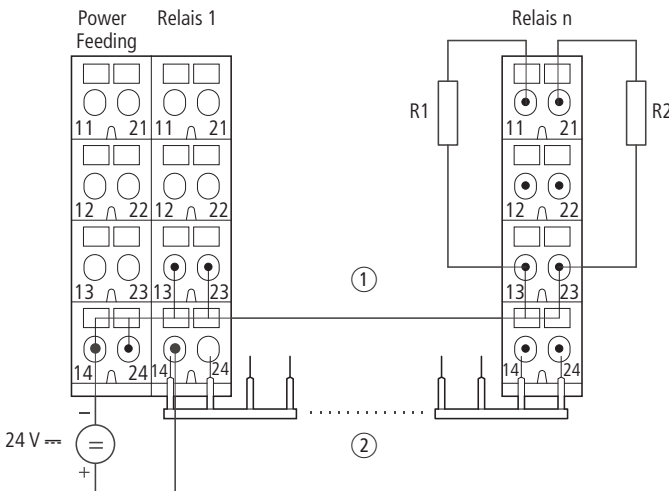 Power Feeding
Relais 1
Relais n
11 21 11 21
R1
11 21
R2
12 22 12 22
12 22
13 23 13 23
13 23
1
14 24 14 24
14 24
−
24 V ⎓
=
+
2